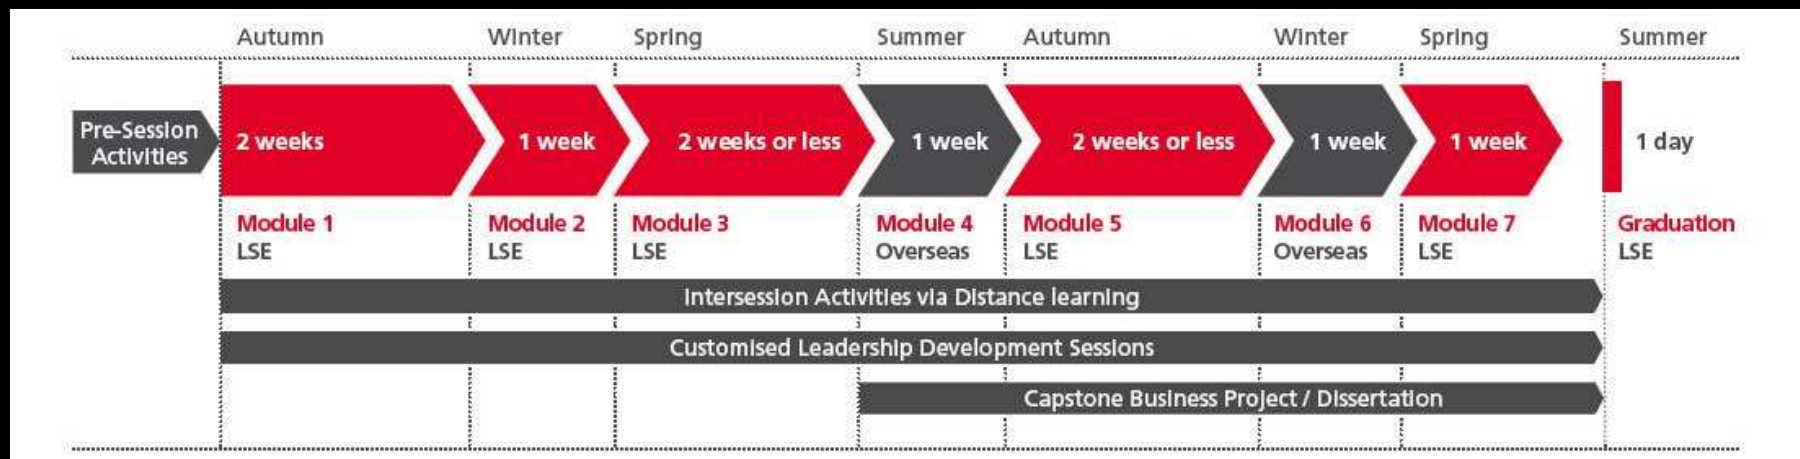 Autumn
Winter
Spring
Summer
Autumn
Winter
Spring
Summer
Pre-Session
Activities
2 weeks
1 week
2 weeks or less
1 week
2 weeks or less
1 week
1 week
1 day
Module 1
LSE
Module 2
LSE
Module 3
LSE
Module 4
Overseas
Module 5
LSE
Module 6
Overseas
Module 7
LSE
Graduation
LSE
Intersession Activities via Distance learning
Customised Leadership Development Sessions
Capstone Business Project / Dissertation